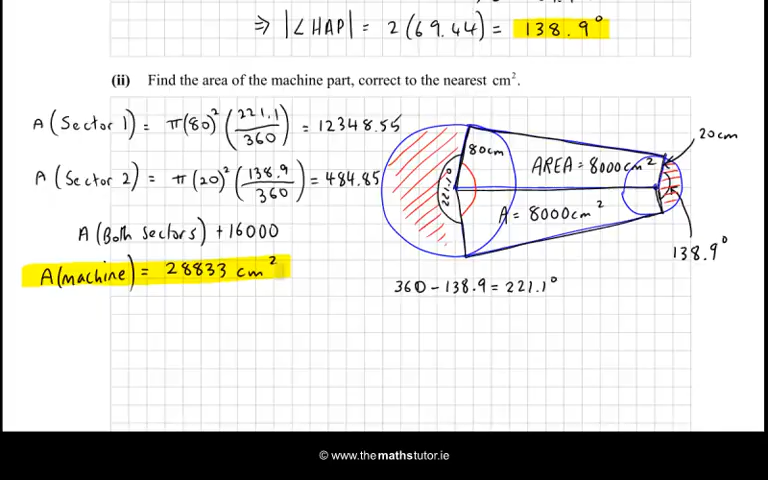 ⇒ |∠HAP| = 2(69.44) = 138.9°
(ii) Find the area of the machine part, correct to the nearest cm².
A (Sector 1) = π(80)² (221.1/360) = 12348.55
A (Sector 2) = π(20)² (138.9/360) = 484.85
A (Both Sectors) + 16000
A(machine) = 28833 cm²
80cm
221.1°
AREA = 8000cm²
A = 8000cm²
20cm
138.9°
360 - 138.9 = 221.1°
© www.themathstutor.ie